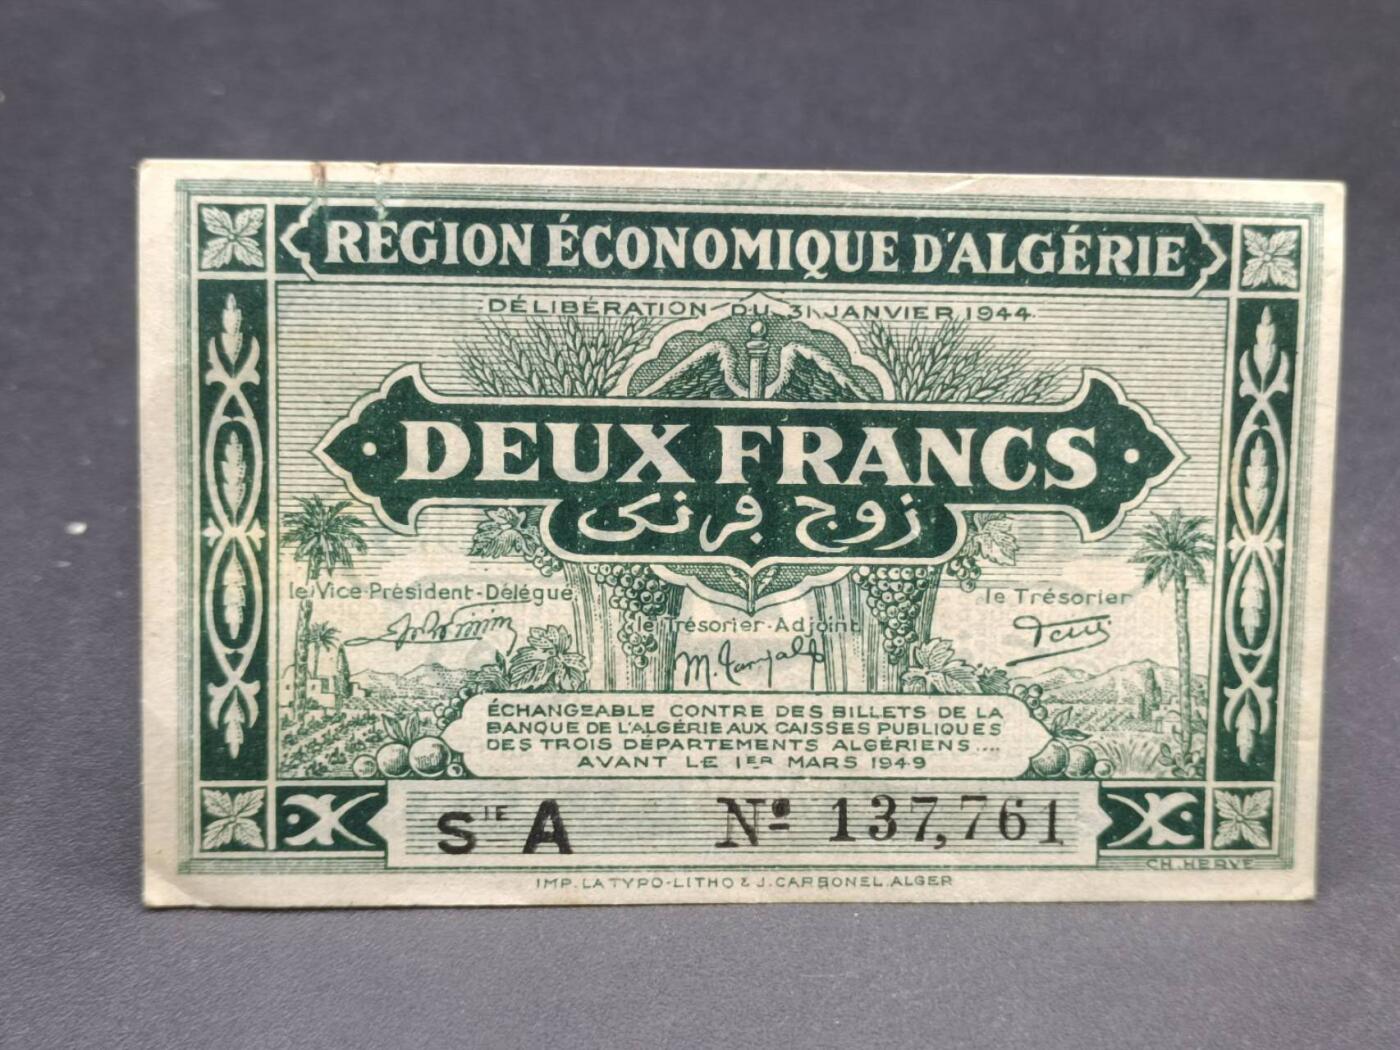 RÉGION ÉCONOMIQUE D'ALGÉRIE
DÉLIBÉRATION DU 31 JANVIER 1944
DEUX FRANCS
زوج فرنكى
le Vice-Président-Délégué
le Trésorier-Adjoint
le Trésorier
ÉCHANGEABLE CONTRE DES BILLETS DE LA
BANQUE DE L'ALGÉRIE AUX CAISSES PUBLIQUES
DES TROIS DÉPARTEMENTS ALGÉRIENS....
AVANT LE 1ER MARS 1949
SIE A Nº 137,761
CH. HERVE
IMP. LA TYPO-LITHO & J. CARBONEL. ALGER